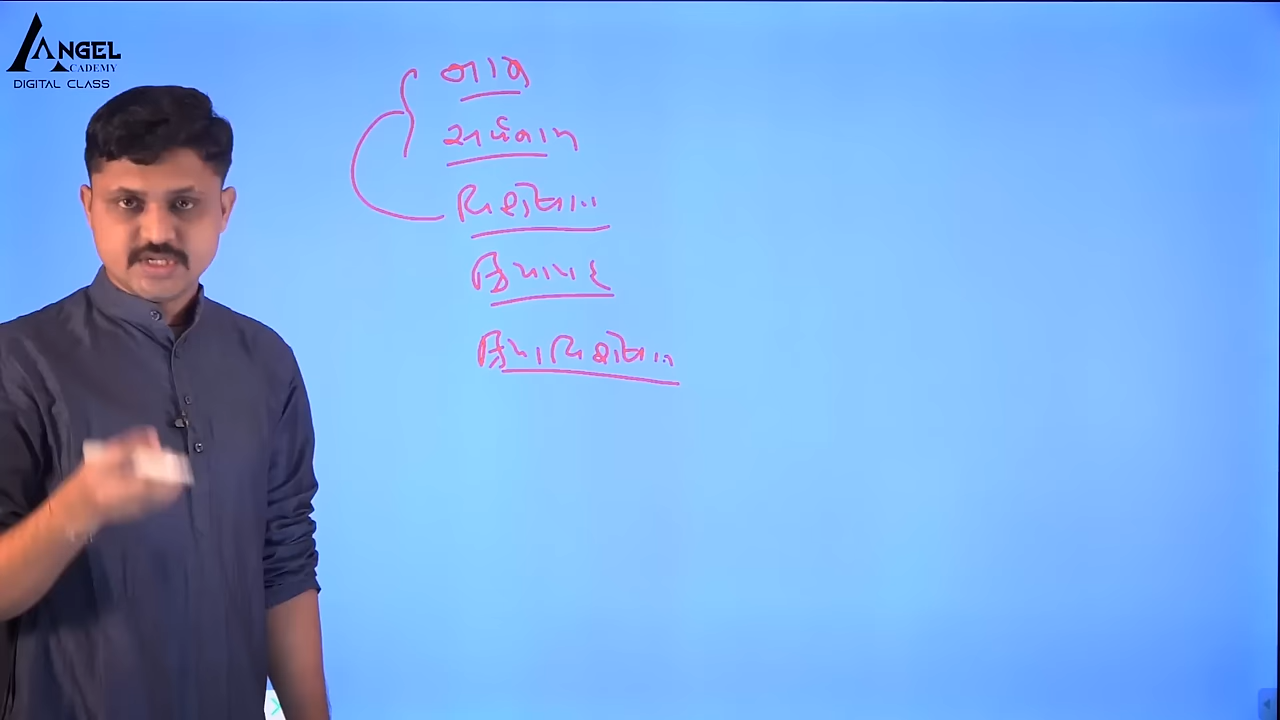 ANGEL
ACADEMY
DIGITAL CLASS
નામ
સર્વનામ
વિશેષણ
ક્રિયાપદ
ક્રિયાવિશેષણ